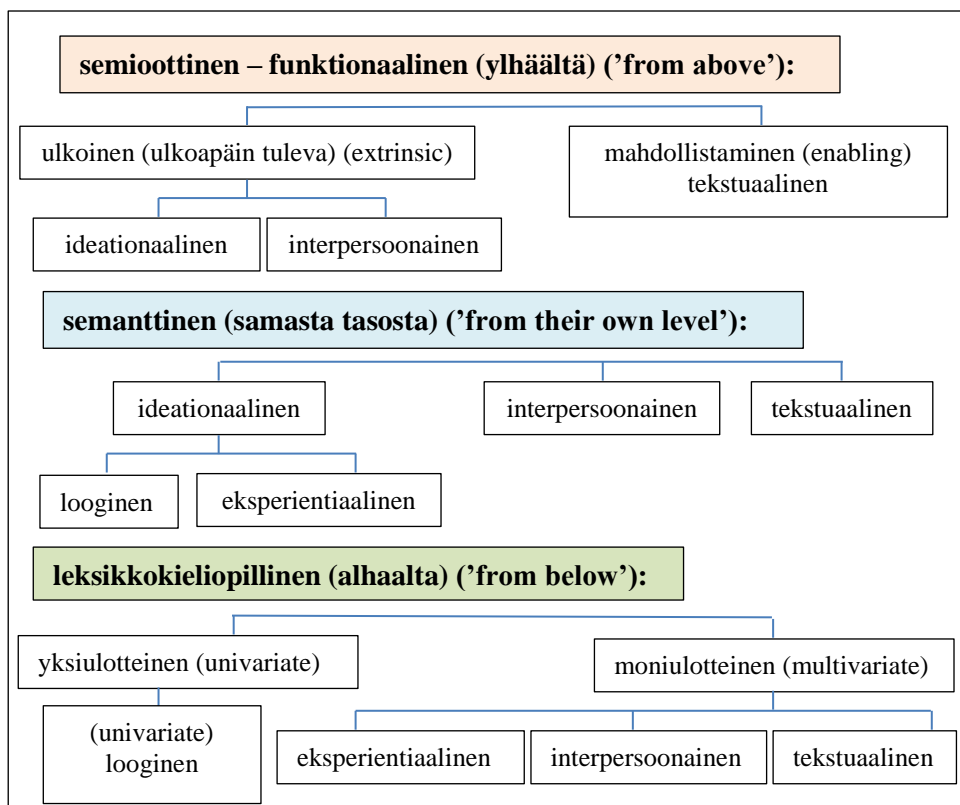 semioottinen – funktionaalinen (ylhäältä) (’from above’):
ulkoinen (ulkoapäin tuleva) (extrinsic)
mahdollistaminen (enabling)
tekstuaalinen
ideationaalinen
interpersoonainen
semanttinen (samasta tasosta) (’from their own level’):
ideationaalinen
interpersoonainen
tekstuaalinen
looginen
eksperientiaalinen
leksikkokieliopillinen (alhaalta) (’from below’):
yksiulotteinen (univariate)
moniulotteinen (multivariate)
(univariate)
looginen
eksperientiaalinen
interpersoonainen
tekstuaalinen